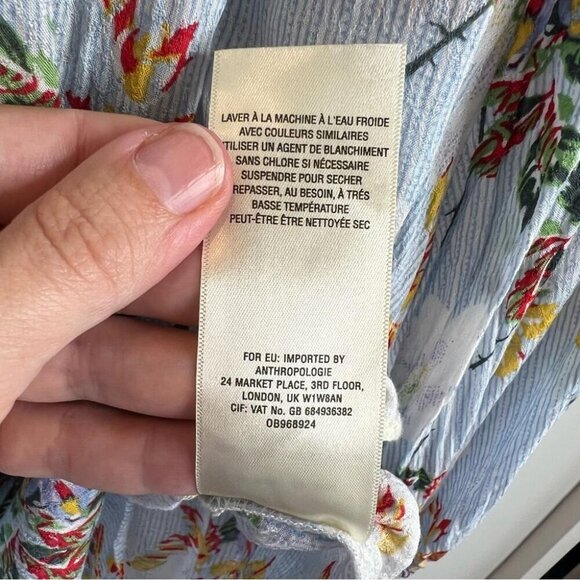 LAVER À LA MACHINE À L'EAU FROIDE
AVEC COULEURS SIMILAIRES
UTILISER UN AGENT DE BLANCHIMENT
SANS CHLORE SI NÉCESSAIRE
SUSPENDRE POUR SECHER
REPASSER, AU BESOIN, À TRÉS
BASSE TEMPÉRATURE
PEUT-ÊTRE ÊTRE NETTOYÉE SEC
FOR EU: IMPORTED BY
ANTHROPOLOGIE
24 MARKET PLACE, 3RD FLOOR,
LONDON, UK W1W8AN
CIF: VAT No. GB 684936382
OB968924